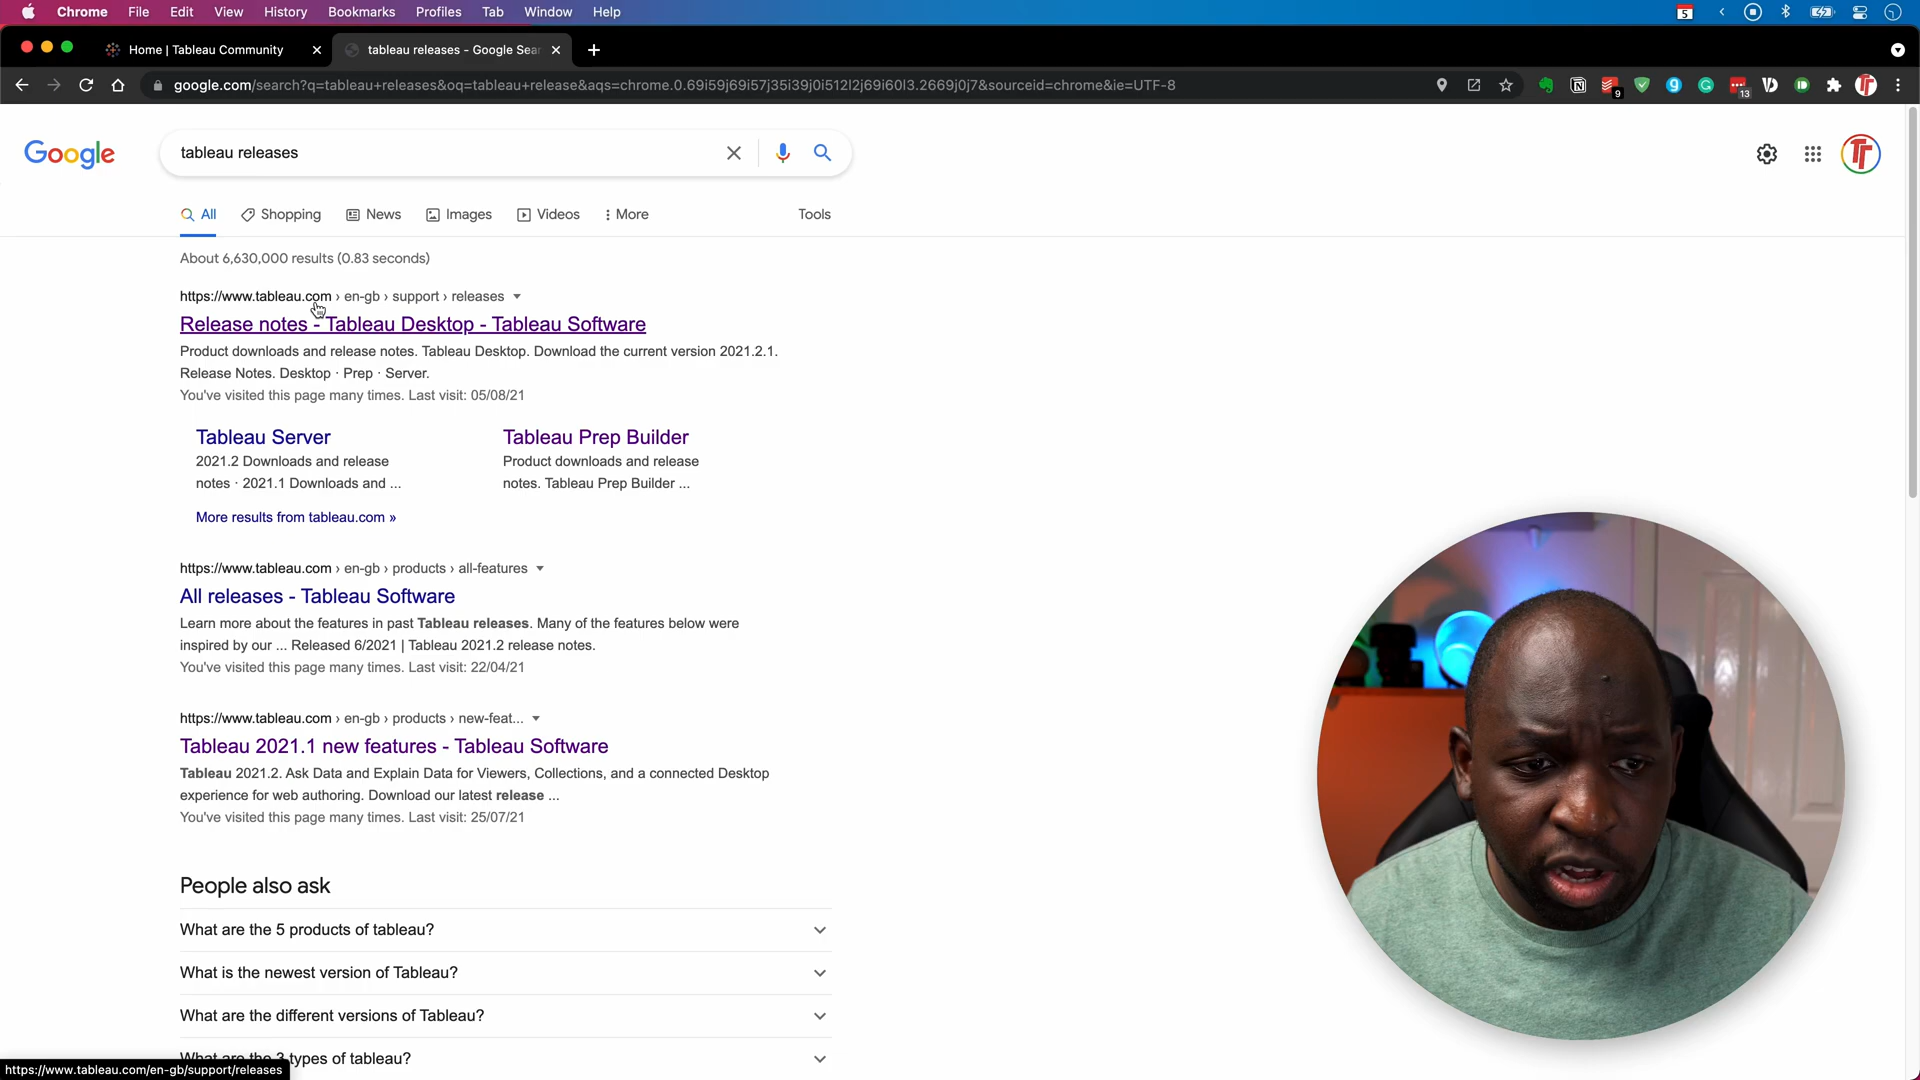 Chrome File Edit View History Bookmarks Profiles Tab Window Help
5
Home | Tableau Community
tableau releases - Google Sear
google.com/search?q=tableau+releases&oq=tableau+release&aqs=chrome.0.69i59j69i57j35i39j0i512l2j69i60l3.2669j0j7&sourceid=chrome&ie=UTF-8
9
13
Google
tableau releases
TT
All Shopping News Images Videos More Tools
About 6,630,000 results (0.83 seconds)
https://www.tableau.com › en-gb › support › releases
Release notes - Tableau Desktop - Tableau Software
Product downloads and release notes. Tableau Desktop. Download the current version 2021.2.1.
Release Notes. Desktop · Prep · Server.
You've visited this page many times. Last visit: 05/08/21
Tableau Server
2021.2 Downloads and release
notes · 2021.1 Downloads and ...
Tableau Prep Builder
Product downloads and release
notes. Tableau Prep Builder ...
More results from tableau.com »
https://www.tableau.com › en-gb › products › all-features
All releases - Tableau Software
Learn more about the features in past Tableau releases. Many of the features below were
inspired by our ... Released 6/2021 | Tableau 2021.2 release notes.
You've visited this page many times. Last visit: 22/04/21
https://www.tableau.com › en-gb › products › new-feat...
Tableau 2021.1 new features - Tableau Software
Tableau 2021.2. Ask Data and Explain Data for Viewers, Collections, and a connected Desktop
experience for web authoring. Download our latest release ...
You've visited this page many times. Last visit: 25/07/21
People also ask
What are the 5 products of tableau?
What is the newest version of Tableau?
What are the different versions of Tableau?
What are the 3 types of tableau?
https://www.tableau.com/en-gb/support/releases